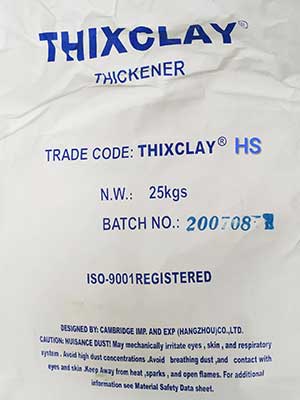 THIXCLAY®
THICKENER
TRADE CODE: THIXCLAY® HS
N.W.: 25kgs
BATCH NO.:
ISO-9001REGISTERED
DESIGNED BY: CAMBRIDGE IMP. AND EXP (HANGZHOU)CO.,LTD.
CAUTION: NUISANCE DUST! May mechanically irritate eyes , skin , and respiratory
system . Avoid high dust concentrations .Avoid breathing dust ,and contact with
eyes and skin .Keep Away from heat ,sparks , and open flames. For additional
information see Material Safety Data sheet.